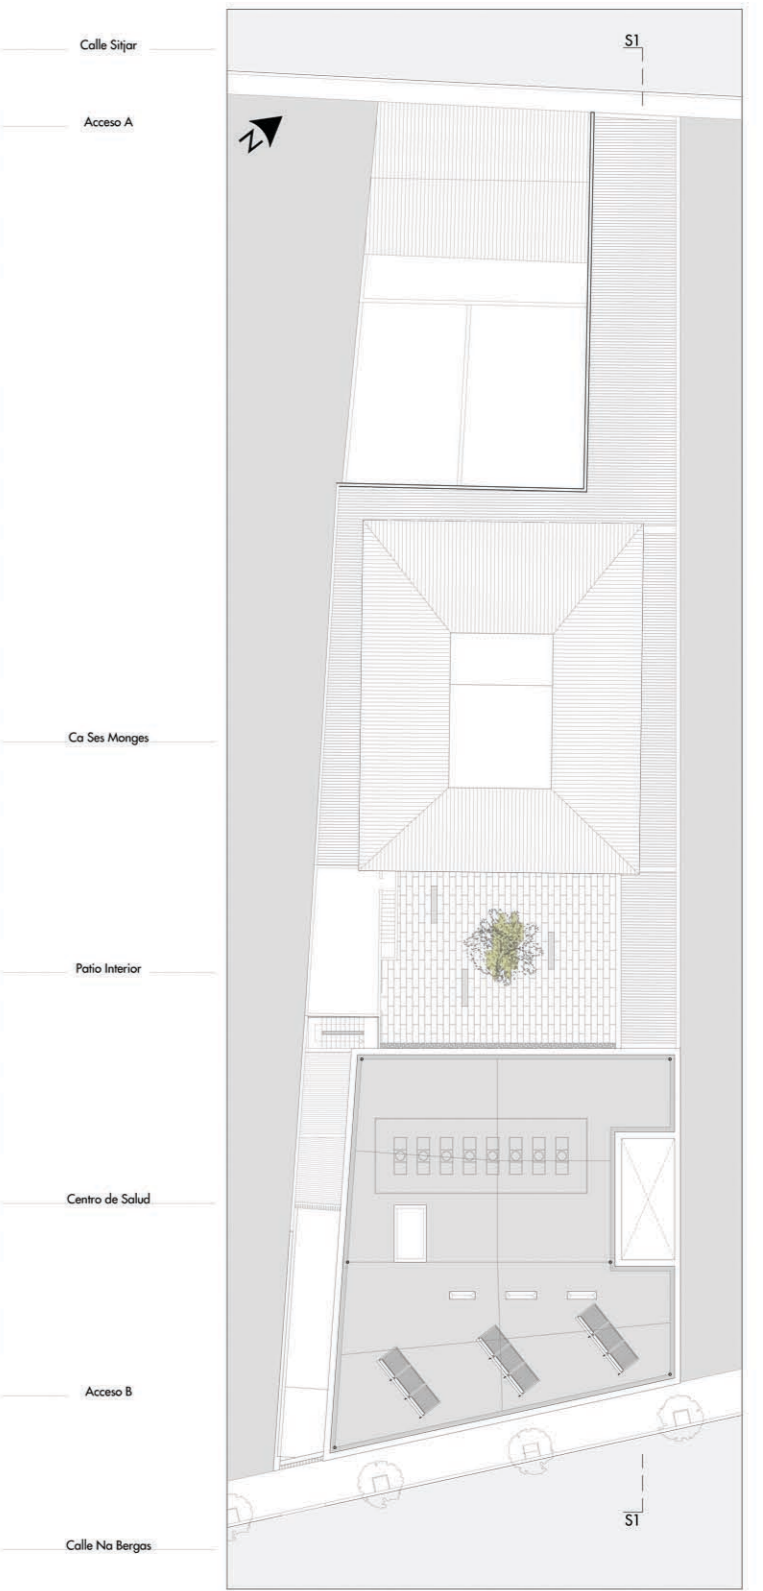 Calle Sitjar
S1
Acceso A
N
Ca Ses Monges
Patio Interior
Centro de Salud
Acceso B
S1
Calle Na Bergas